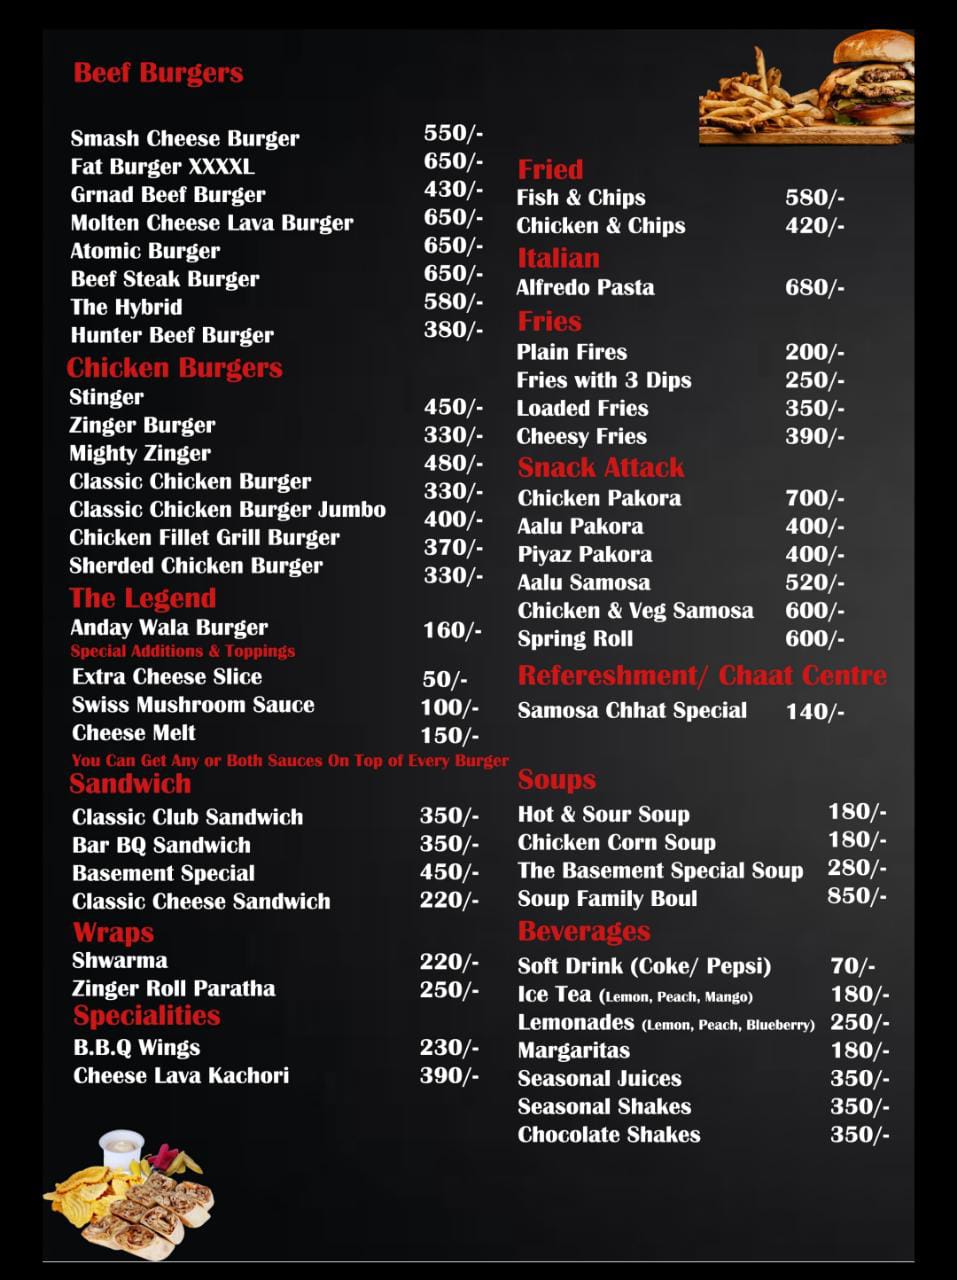 Beef Burgers
Smash Cheese Burger 550/-
Fat Burger XXXXL 650/-
Grnad Beef Burger 430/-
Molten Cheese Lava Burger 650/-
Atomic Burger 650/-
Beef Steak Burger 650/-
The Hybrid 580/-
Hunter Beef Burger 380/-
Chicken Burgers
Stinger 450/-
Zinger Burger 330/-
Mighty Zinger 480/-
Classic Chicken Burger 330/-
Classic Chicken Burger Jumbo 400/-
Chicken Fillet Grill Burger 370/-
Sherded Chicken Burger 330/-
The Legend
Anday Wala Burger 160/-
Special Additions & Toppings
Extra Cheese Slice 50/-
Swiss Mushroom Sauce 100/-
Cheese Melt 150/-
You Can Get Any or Both Sauces On Top of Every Burger
Sandwich
Classic Club Sandwich 350/-
Bar BQ Sandwich 350/-
Basement Special 450/-
Classic Cheese Sandwich 220/-
Wraps
Shwarma 220/-
Zinger Roll Paratha 250/-
Specialities
B.B.Q Wings 230/-
Cheese Lava Kachori 390/-
Fried
Fish & Chips 580/-
Chicken & Chips 420/-
Italian
Alfredo Pasta 680/-
Fries
Plain Fires 200/-
Fries with 3 Dips 250/-
Loaded Fries 350/-
Cheesy Fries 390/-
Snack Attack
Chicken Pakora 700/-
Aalu Pakora 400/-
Piyaz Pakora 400/-
Aalu Samosa 520/-
Chicken & Veg Samosa 600/-
Spring Roll 600/-
Refereshment/ Chaat Centre
Samosa Chhat Special 140/-
Soups
Hot & Sour Soup 180/-
Chicken Corn Soup 180/-
The Basement Special Soup 280/-
Soup Family Boul 850/-
Beverages
Soft Drink (Coke/ Pepsi) 70/-
Ice Tea (Lemon, Peach, Mango) 180/-
Lemonades (Lemon, Peach, Blueberry) 250/-
Margaritas 180/-
Seasonal Juices 350/-
Seasonal Shakes 350/-
Chocolate Shakes 350/-